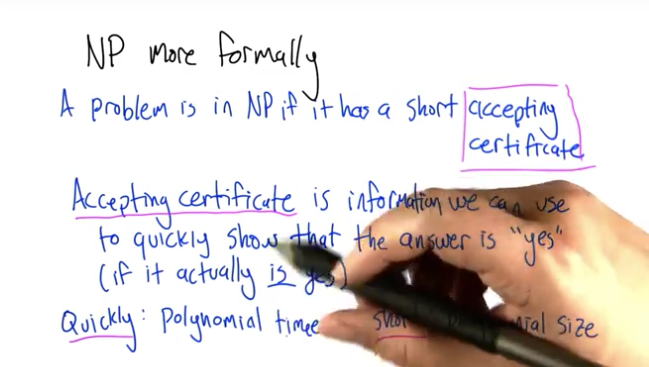 NP more formally
A problem is in NP if it has a short accepting
certificate
Accepting certificate is information we can use
to quickly show that the answer is "yes"
(if it actually is yes)
Quickly: Polynomial time short polynomial size